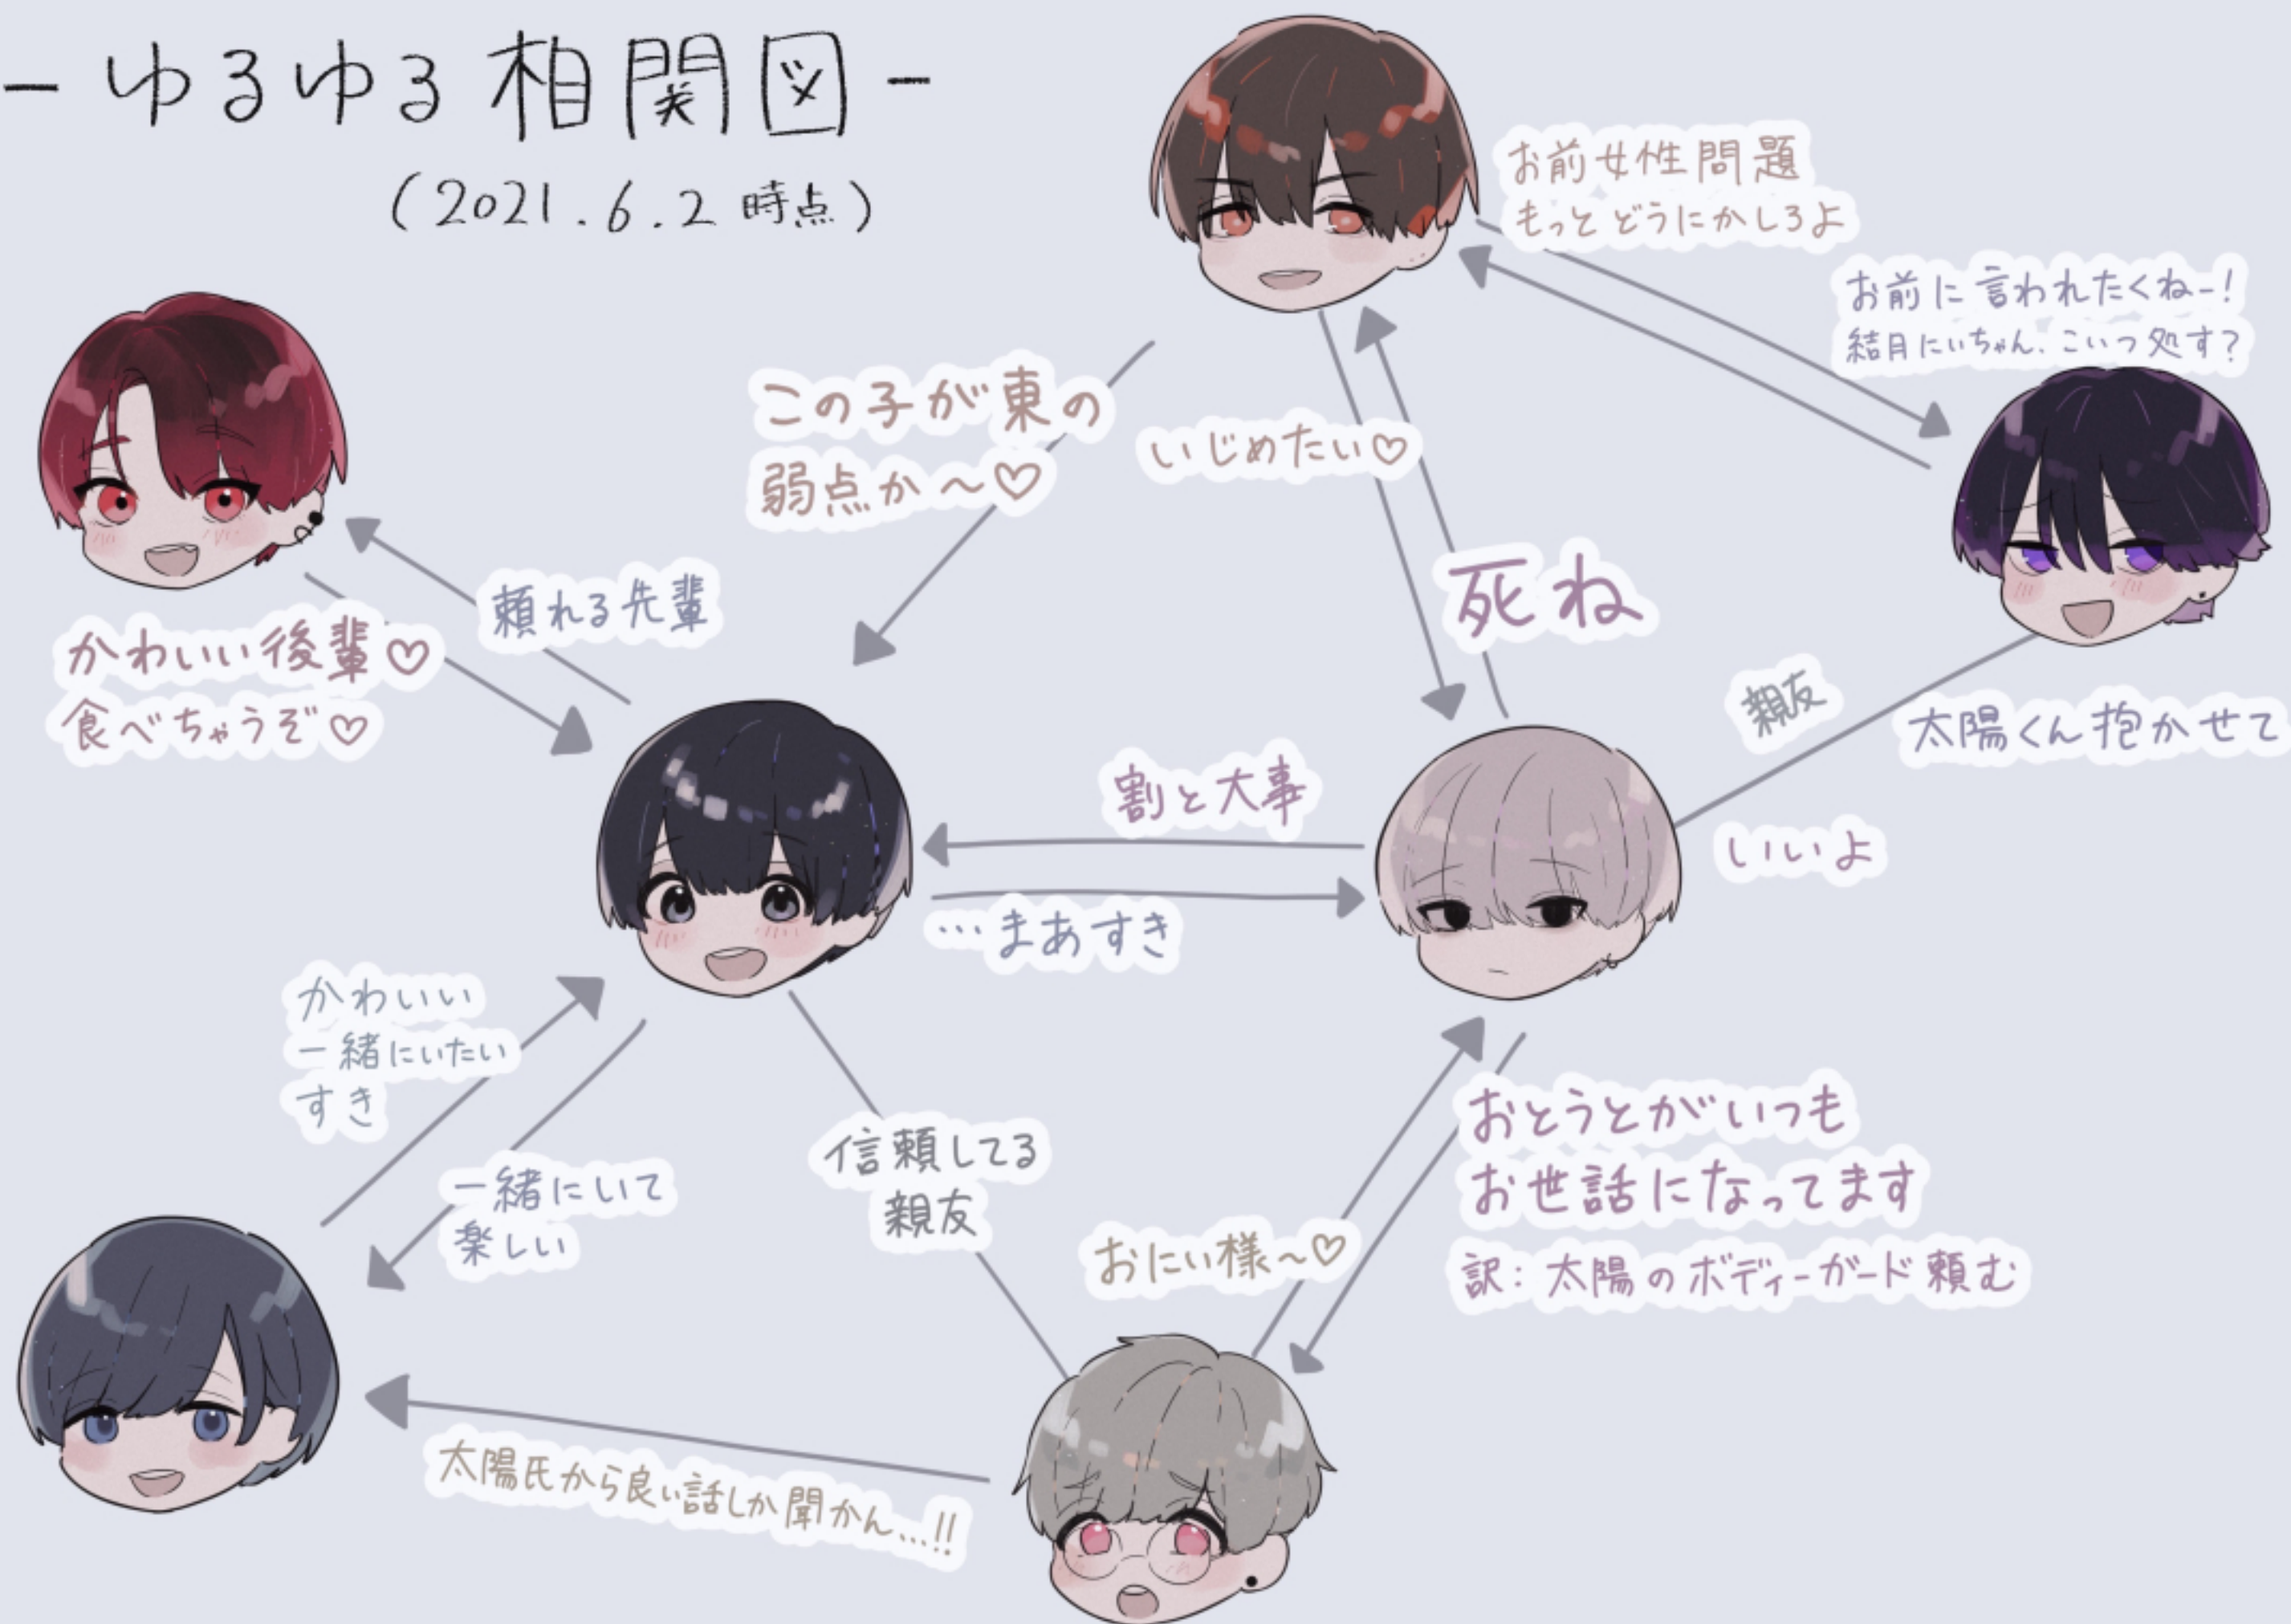 - ゆるゆる相関図 -
(2021.6.2 時点)
お前女性問題
もっとどうにかしろよ
お前に言われたくねー!
結月にいちゃん、こいつ処す?
この子が東の
弱点か〜♡
いじめたい♡
死ね
頼れる先輩
かわいい後輩♡
食べちゃうぞ♡
親友
太陽くん抱かせて
いいよ
割と大事
…まあすき
かわいい
一緒にいたい
すき
一緒にいて
楽しい
信頼してる
親友
おにい様〜♡
おとうとがいつも
お世話になってます
訳:太陽のボディーガード頼む
太陽氏から良い話しか聞かん…!!